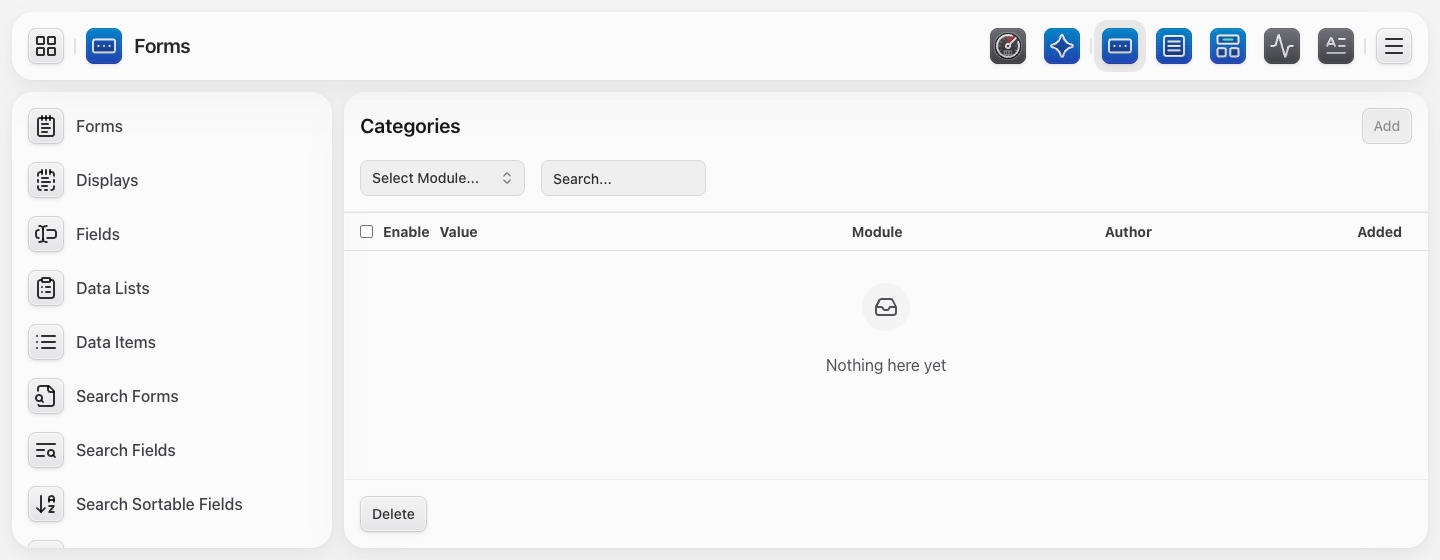 Forms
Forms
Displays
Fields
Data Lists
Data Items
Search Forms
Search Fields
Search Sortable Fields
Categories
Add
Select Module...
Search...
Enable Value Module Author Added
Nothing here yet
Delete